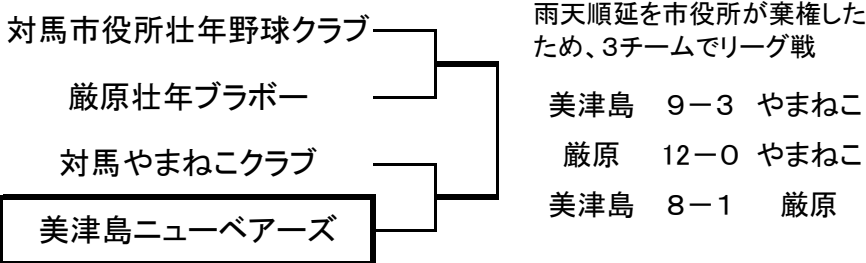 対馬市役所壮年野球クラブ
厳原壮年ブラボー
対馬やまねこクラブ
美津島ニューベアーズ
雨天順延を市役所が棄権した
ため、3チームでリーグ戦
美津島 9－3 やまねこ
厳原 12－0 やまねこ
美津島 8－1 厳原